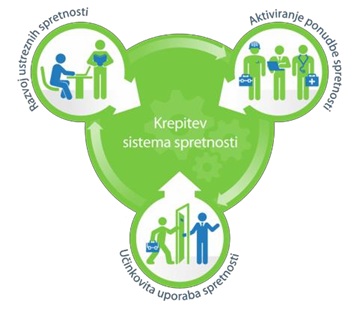 Razvoj ustreznih spretnosti
Aktiviranje ponudbe spretnosti
Krepitev
sistema spretnosti
Učinkovita uporaba spretnosti